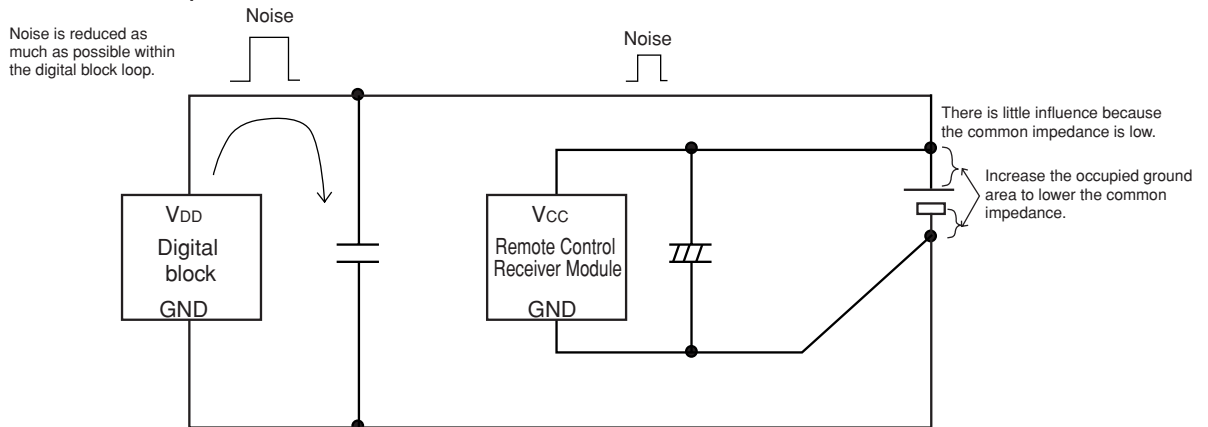 Noise
Noise is reduced as
much as possible within
the digital block loop.
Noise
There is little influence because
the common impedance is low.
Increase the occupied ground
area to lower the common
impedance.
VDD
Digital
block
GND
VCC
Remote Control
Receiver Module
GND